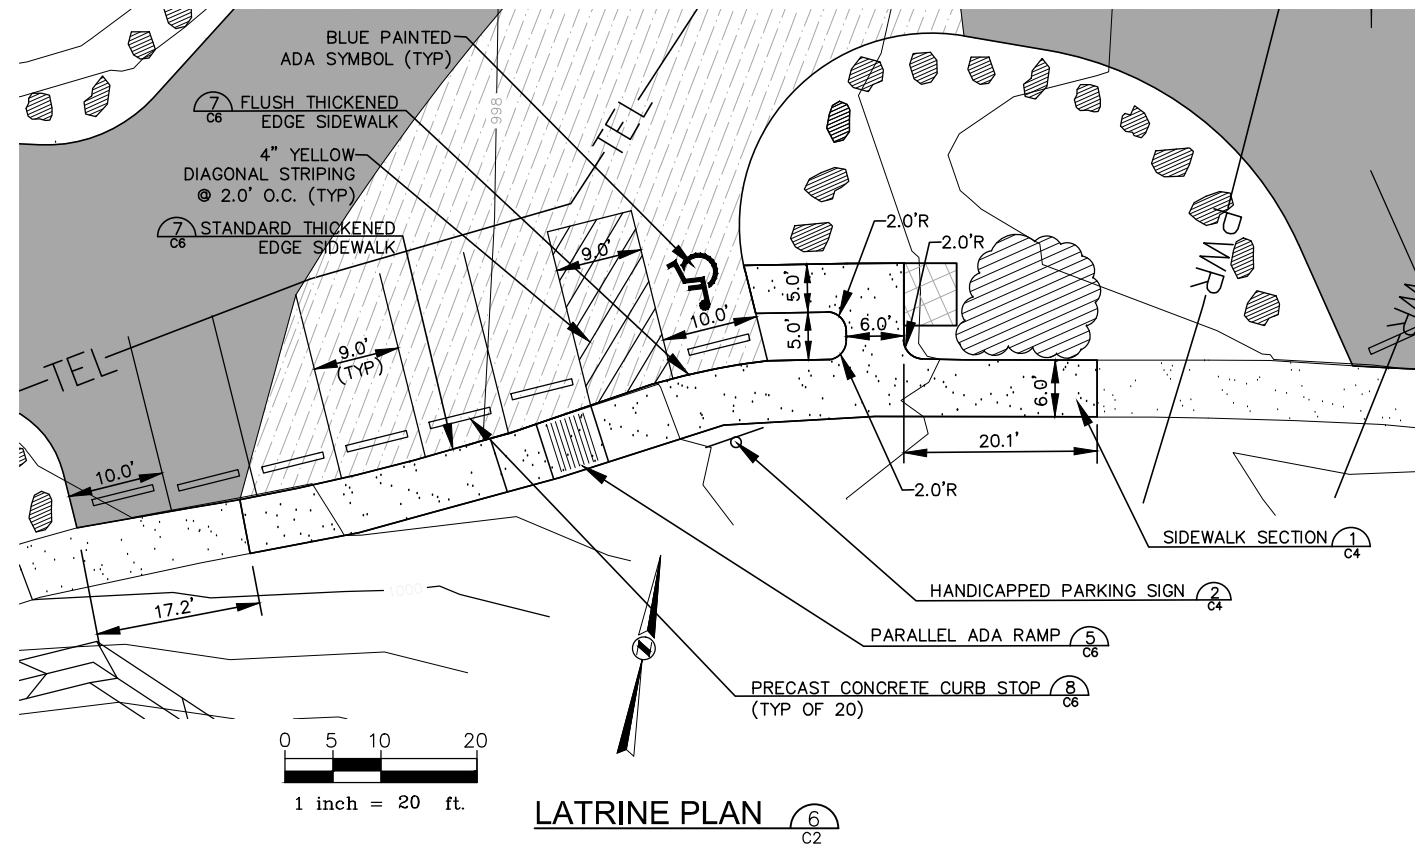 BLUE PAINTED
ADA SYMBOL (TYP)
7
C6
FLUSH THICKENED
EDGE SIDEWALK
4" YELLOW
DIAGONAL STRIPING
@ 2.0' O.C. (TYP)
7
C6
STANDARD THICKENED
EDGE SIDEWALK
998
TEL
TEL
9.0'
10.0'
9.0'
(TYP)
10.0'
17.2'
5.0'
5.0'
6.0'
2.0'R
2.0'R
2.0'R
6.0'
20.1'
PWR
1000
SIDEWALK SECTION
1
C4
HANDICAPPED PARKING SIGN
2
C4
PARALLEL ADA RAMP
5
C6
PRECAST CONCRETE CURB STOP
8
C6
(TYP OF 20)
0 5 10 20
1 inch = 20 ft.
LATRINE PLAN
6
C2